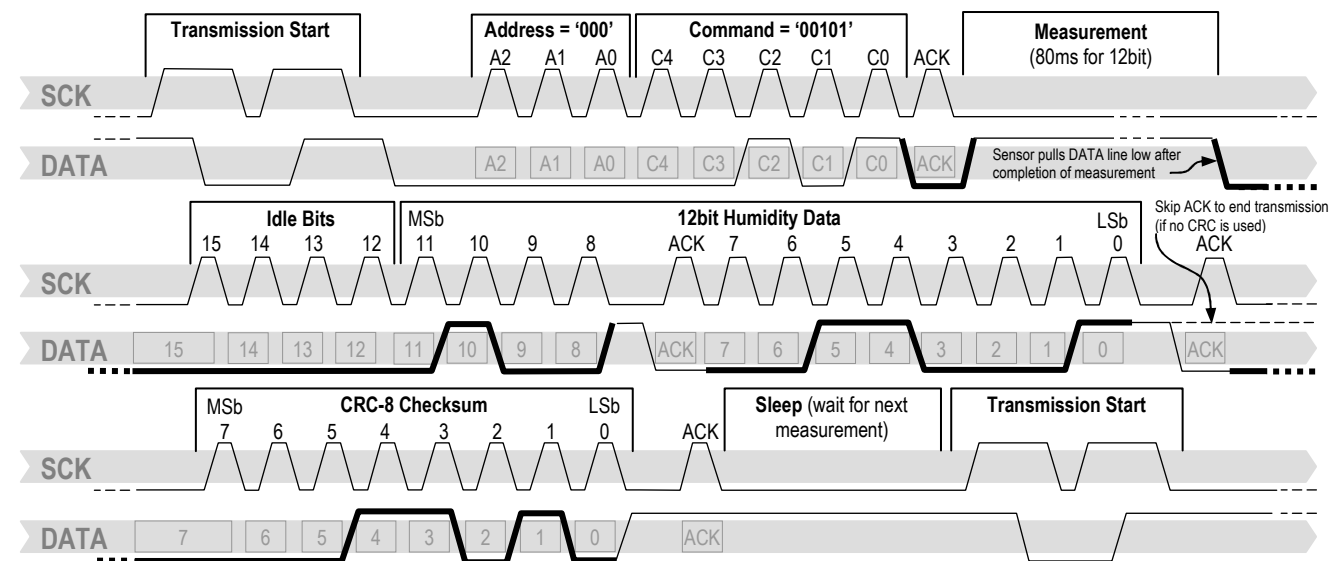 Transmission Start Address = ‘000’ Command = ‘00101’ Measurement
(80ms for 12bit)
A2 A1 A0 C4 C3 C2 C1 C0 ACK
SCK
DATA A2 A1 A0 C4 C3 C2 C1 C0 ACK
Sensor pulls DATA line low after
completion of measurement
Skip ACK to end transmission
(if no CRC is used)
Idle Bits MSb 12bit Humidity Data LSb
15 14 13 12 11 10 9 8 ACK 7 6 5 4 3 2 1 0 ACK
SCK
DATA 15 14 13 12 11 10 9 8 ACK 7 6 5 4 3 2 1 0 ACK
MSb CRC-8 Checksum LSb Sleep (wait for next
measurement) Transmission Start
7 6 5 4 3 2 1 0 ACK
SCK
DATA 7 6 5 4 3 2 1 0 ACK